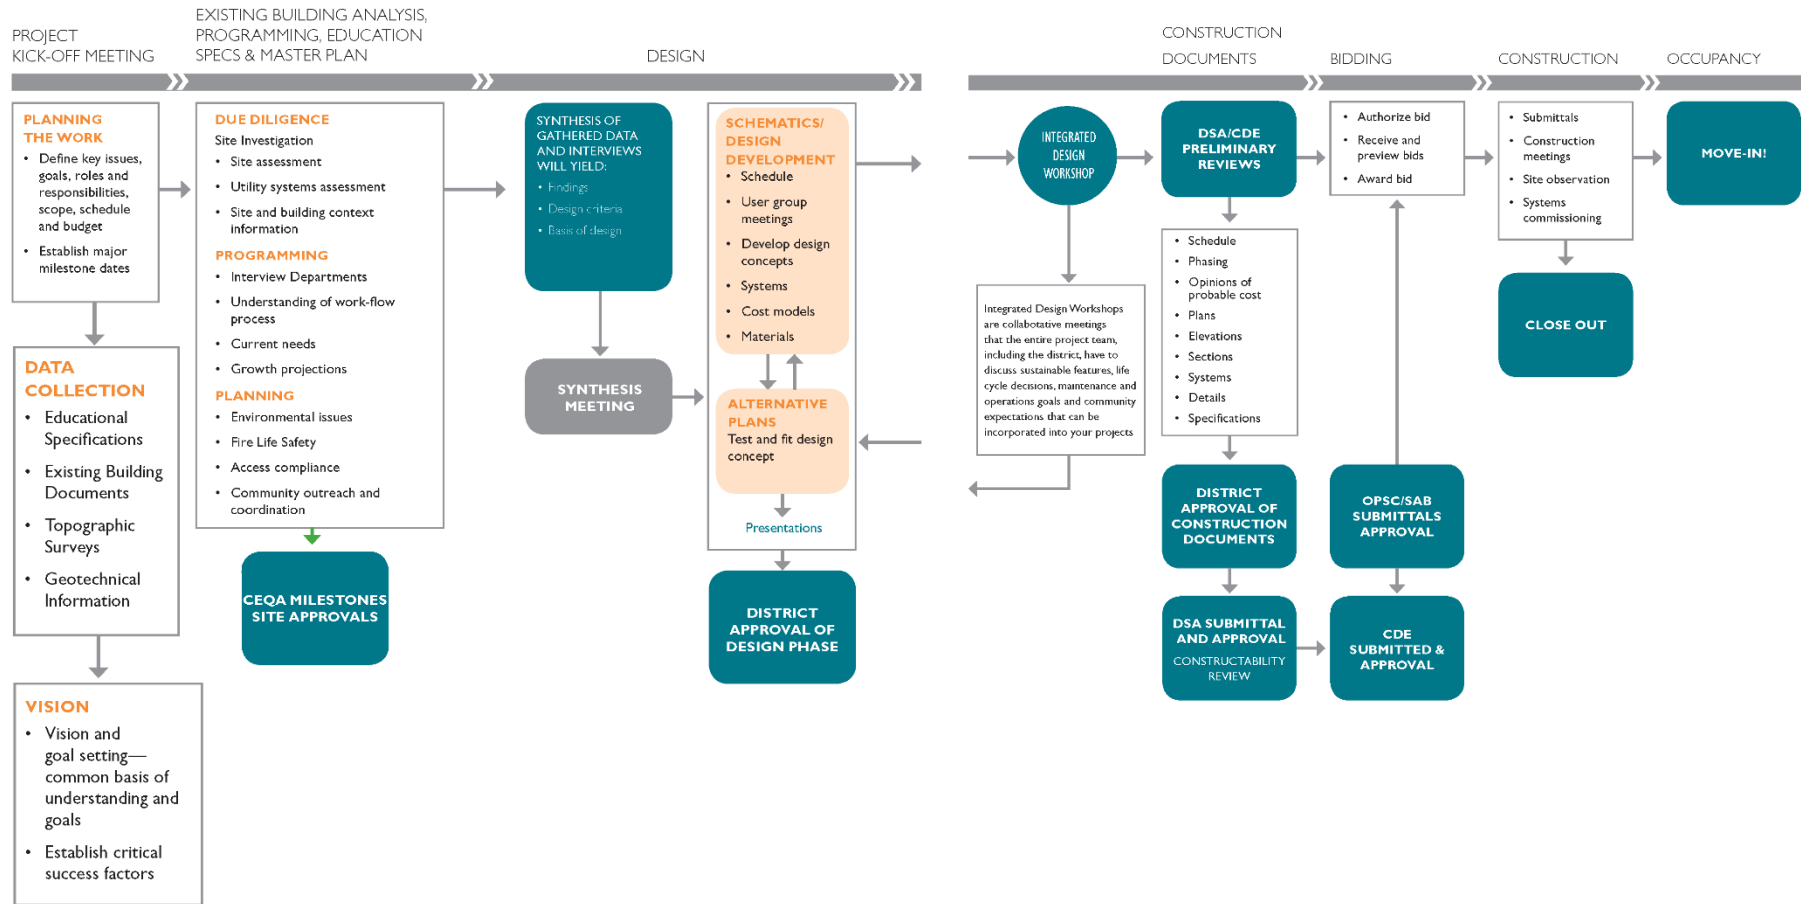 PROJECT
KICK-OFF MEETING
EXISTING BUILDING ANALYSIS,
PROGRAMMING, EDUCATION
SPECS & MASTER PLAN
DESIGN
CONSTRUCTION
DOCUMENTS
BIDDING
CONSTRUCTION
OCCUPANCY
PLANNING
THE WORK
• Define key issues,
goals, roles and
responsibilities,
scope, schedule
and budget
• Establish major
milestone dates
DATA
COLLECTION
• Educational
Specifications
• Existing Building
Documents
• Topographic
Surveys
• Geotechnical
Information
VISION
• Vision and
goal setting—
common basis of
understanding and
goals
• Establish critical
success factors
DUE DILIGENCE
Site Investigation
• Site assessment
• Utility systems assessment
• Site and building context
information
PROGRAMMING
• Interview Departments
• Understanding of work-flow
process
• Current needs
• Growth projections
PLANNING
• Environmental issues
• Fire Life Safety
• Access compliance
• Community outreach and
coordination
CEQA MILESTONES
SITE APPROVALS
SYNTHESIS OF
GATHERED DATA
AND INTERVIEWS
WILL YIELD:
• Findings
• Design criteria
• Basis of design
SYNTHESIS
MEETING
SCHEMATICS/
DESIGN
DEVELOPMENT
• Schedule
• User group
meetings
• Develop design
concepts
• Systems
• Cost models
• Materials
ALTERNATIVE
PLANS
Test and fit design
concept
Presentations
DISTRICT
APPROVAL OF
DESIGN PHASE
INTEGRATED
DESIGN
WORKSHOP
Integrated Design Workshops
are collabotative meetings
that the entire project team,
including the district, have to
discuss sustainable features, life
cycle decisions, maintenance and
operations goals and community
expectations that can be
incorporated into your projects
DSA/CDE
PRELIMINARY
REVIEWS
• Schedule
• Phasing
• Opinions of
probable cost
• Plans
• Elevations
• Sections
• Systems
• Details
• Specifications
DISTRICT
APPROVAL OF
CONSTRUCTION
DOCUMENTS
DSA SUBMITTAL
AND APPROVAL
CONSTRUCTABILITY
REVIEW
• Authorize bid
• Receive and
preview bids
• Award bid
OPSC/SAB
SUBMITTALS
APPROVAL
CDE
SUBMITTED &
APPROVAL
• Submittals
• Construction
meetings
• Site observation
• Systems
commissioning
CLOSE OUT
MOVE-IN!